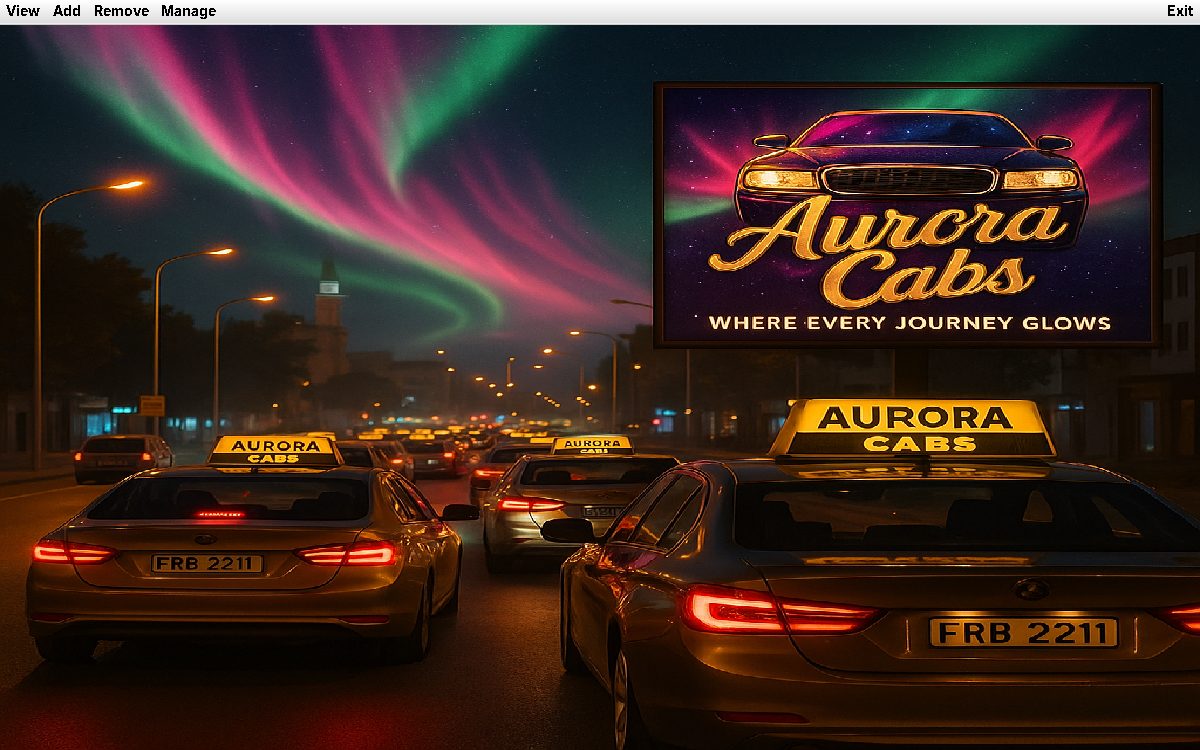 View Add Remove Manage Exit
Aurora
Cabs
WHERE EVERY JOURNEY GLOWS
AURORA
CABS
AURORA
CABS
AURORA
CABS
FRB 2211
FRB 2211